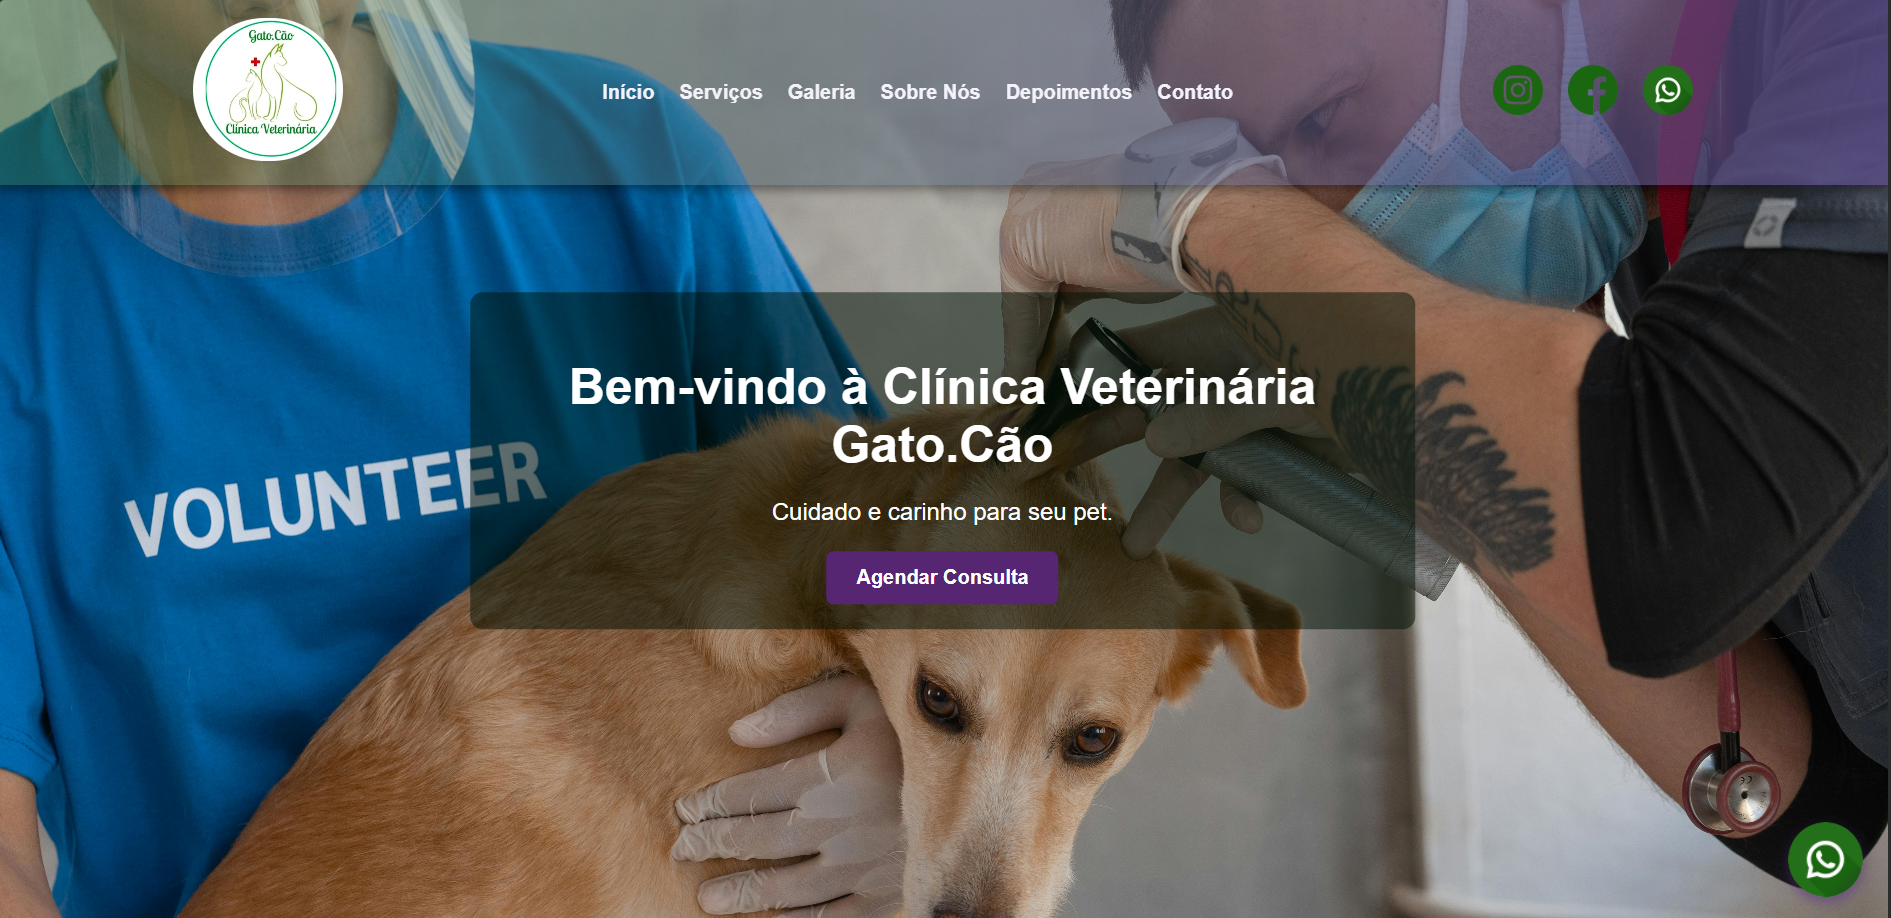 Gato.Cão
Clínica Veterinária
Início Serviços Galeria Sobre Nós Depoimentos Contato
Bem-vindo à Clínica Veterinária
Gato.Cão
VOLUNTEER
Cuidado e carinho para seu pet.
Agendar Consulta